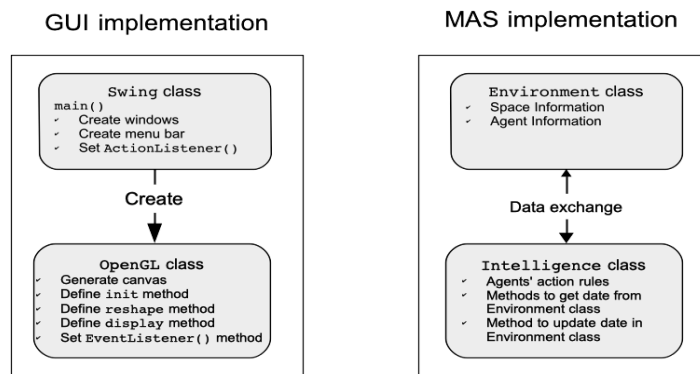 GUI implementation
Swing class
main()
✓ Create windows
✓ Create menu bar
✓ Set ActionListener()
Create
OpenGL class
✓ Generate canvas
✓ Define init method
✓ Define reshape method
✓ Define display method
✓ Set EventListener() method
MAS implementation
Environment class
✓ Space Information
✓ Agent Information
Data exchange
Intelligence class
✓ Agents' action rules
✓ Methods to get date from
Environment class
✓ Method to update date in
Environment class